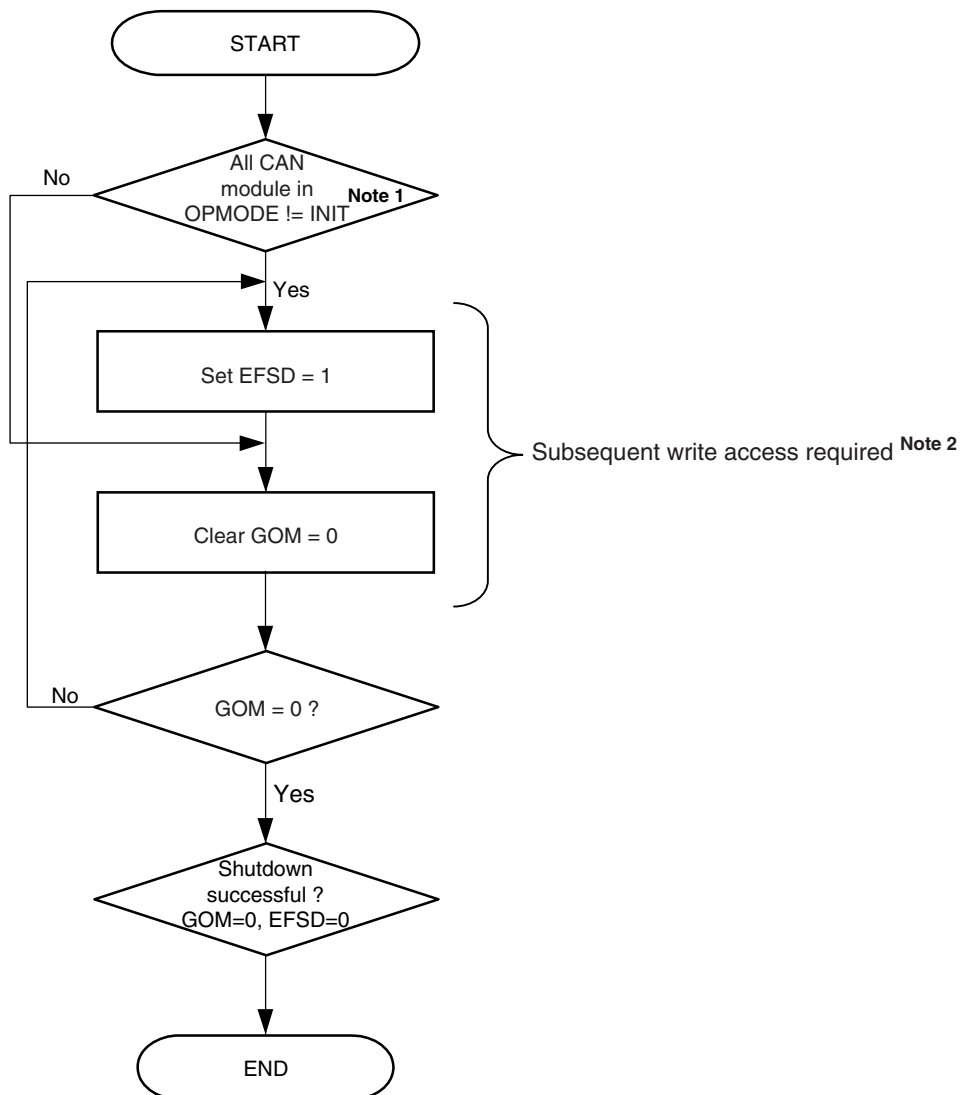 START
No
All CAN
module in
OPMODE != INIT Note 1
Yes
Set EFSD = 1
Subsequent write access required Note 2
Clear GOM = 0
No
GOM = 0 ?
Yes
Shutdown
successful ?
GOM=0, EFSD=0
END